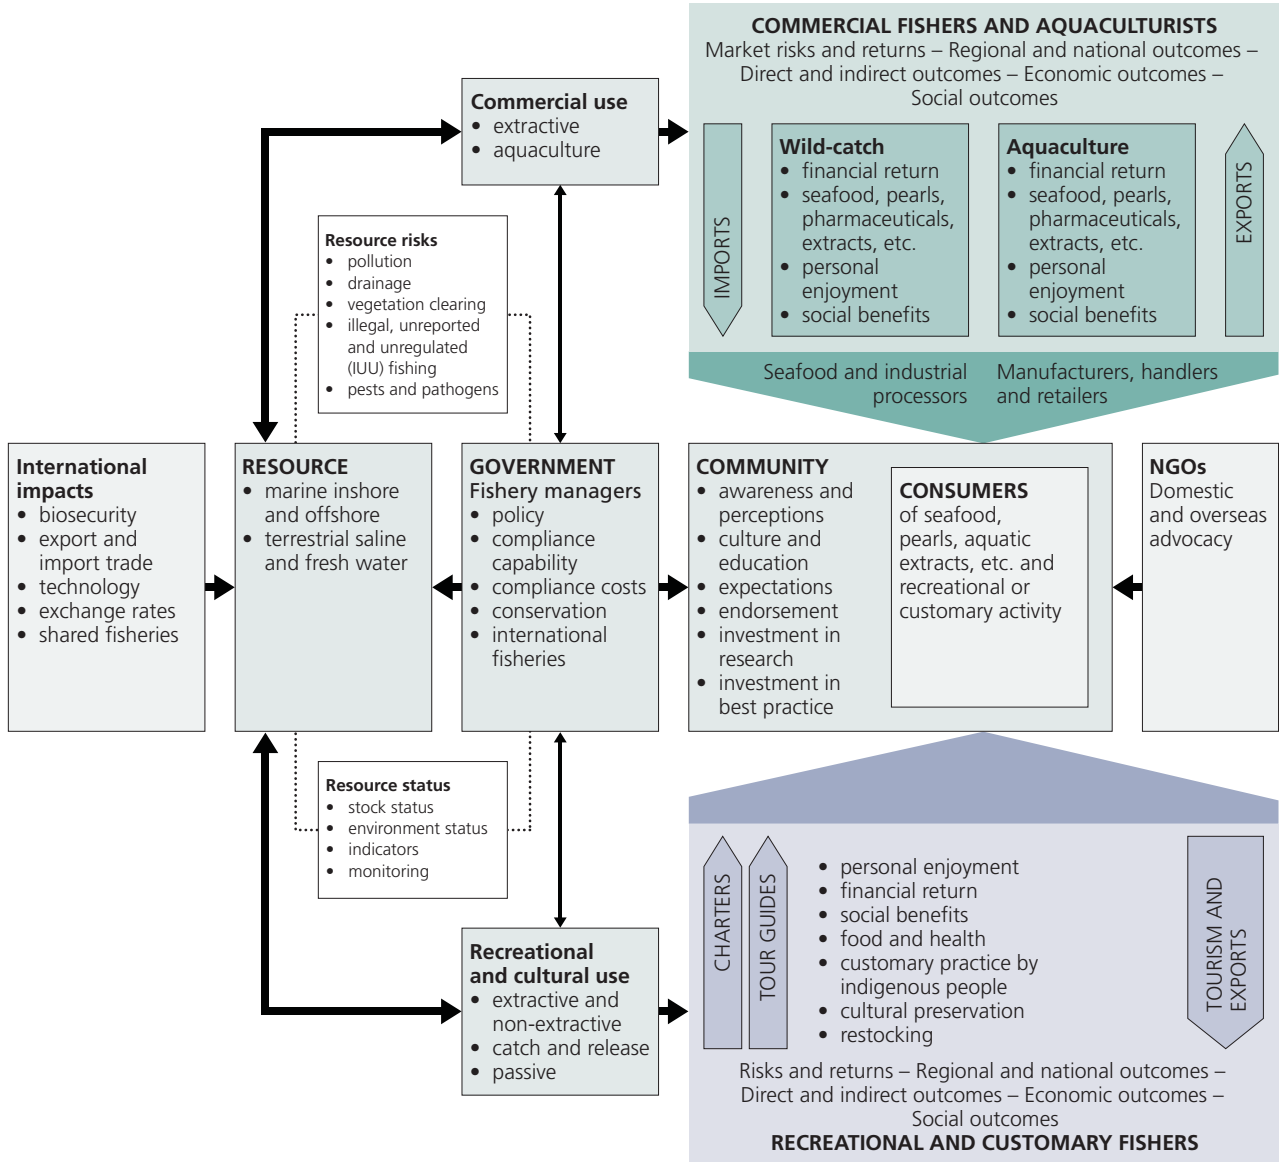 COMMERCIAL FISHERS AND AQUACULTURISTS
Market risks and returns – Regional and national outcomes –
Direct and indirect outcomes – Economic outcomes –
Social outcomes
Commercial use
• extractive
• aquaculture
IMPORTS
Wild-catch
• financial return
• seafood, pearls,
pharmaceuticals,
extracts, etc.
• personal
enjoyment
• social benefits
Aquaculture
• financial return
• seafood, pearls,
pharmaceuticals,
extracts, etc.
• personal
enjoyment
• social benefits
EXPORTS
Seafood and industrial
processors
Manufacturers, handlers
and retailers
Resource risks
• pollution
• drainage
• vegetation clearing
• illegal, unreported
and unregulated
(IUU) fishing
• pests and pathogens
International
impacts
• biosecurity
• export and
import trade
• technology
• exchange rates
• shared fisheries
RESOURCE
• marine inshore
and offshore
• terrestrial saline
and fresh water
GOVERNMENT
Fishery managers
• policy
• compliance
capability
• compliance costs
• conservation
• international
fisheries
COMMUNITY
• awareness and
perceptions
• culture and
education
• expectations
• endorsement
• investment in
research
• investment in
best practice
CONSUMERS
of seafood,
pearls, aquatic
extracts, etc. and
recreational or
customary activity
NGOs
Domestic
and overseas
advocacy
Resource status
• stock status
• environment status
• indicators
• monitoring
Recreational
and cultural use
• extractive and
non-extractive
• catch and release
• passive
CHARTERS
TOUR GUIDES
• personal enjoyment
• financial return
• social benefits
• food and health
• customary practice by
indigenous people
• cultural preservation
• restocking
TOURISM AND
EXPORTS
Risks and returns – Regional and national outcomes –
Direct and indirect outcomes – Economic outcomes –
Social outcomes
RECREATIONAL AND CUSTOMARY FISHERS